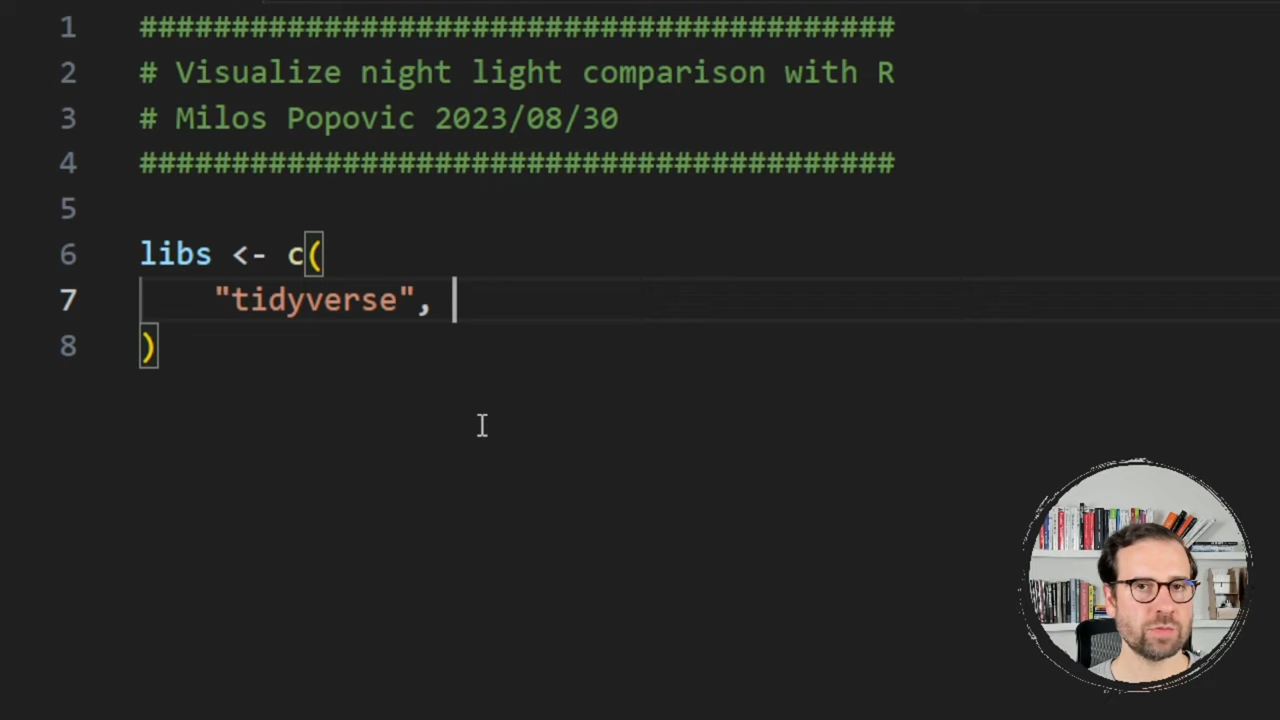 1 #########################################
2 # Visualize night light comparison with R
3 # Milos Popovic 2023/08/30
4 #########################################
5
6 libs <- c(
7 "tidyverse",
8 )